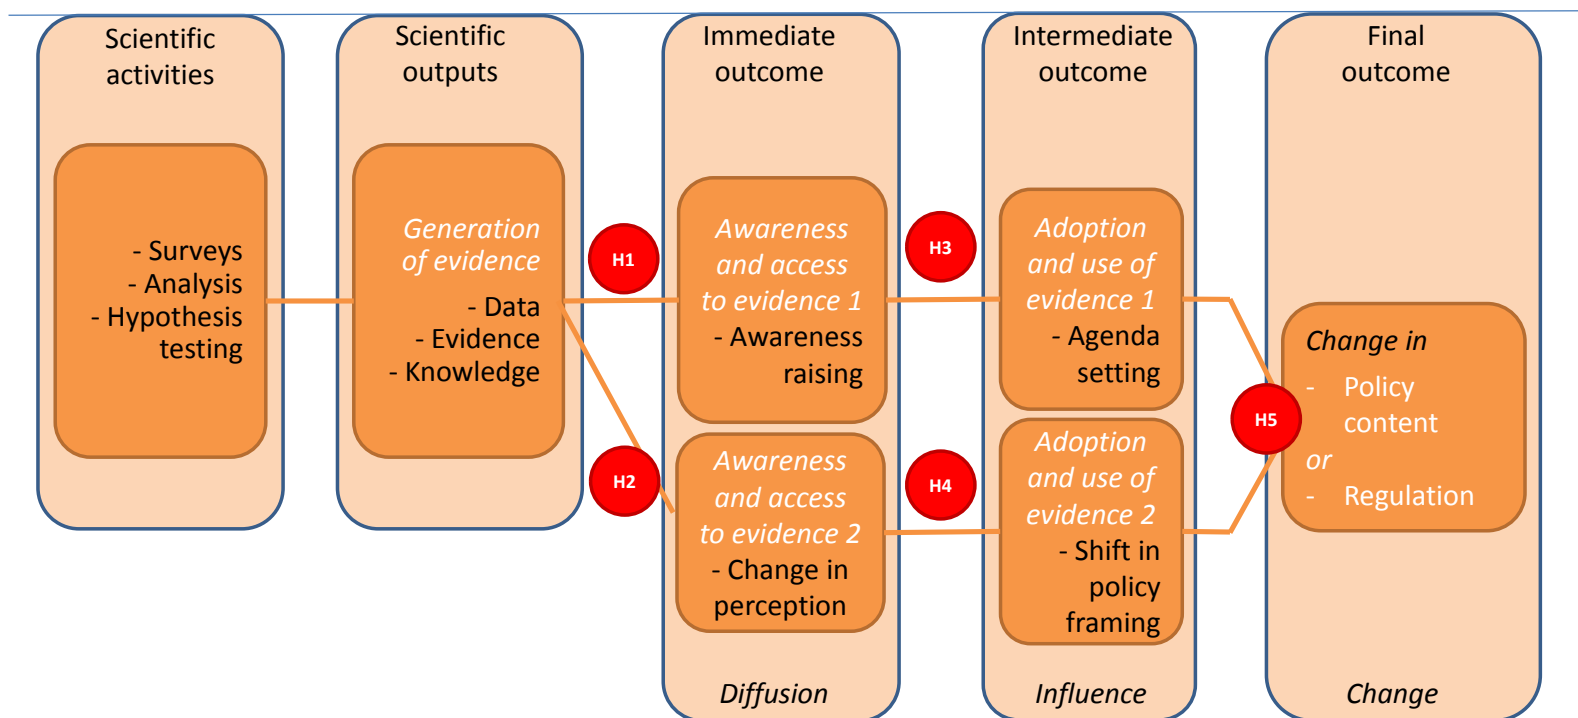 Scientific
activities
- Surveys
- Analysis
- Hypothesis
testing
Scientific
outputs
Generation
of evidence
- Data
- Evidence
- Knowledge
H1
H2
Immediate
outcome
Awareness
and access
to evidence 1
- Awareness
raising
Awareness
and access
to evidence 2
- Change in
perception
Diffusion
H3
H4
Intermediate
outcome
Adoption
and use of
evidence 1
- Agenda
setting
Adoption
and use of
evidence 2
- Shift in
policy
framing
Influence
H5
Final
outcome
Change in
- Policy
content
or
- Regulation
Change